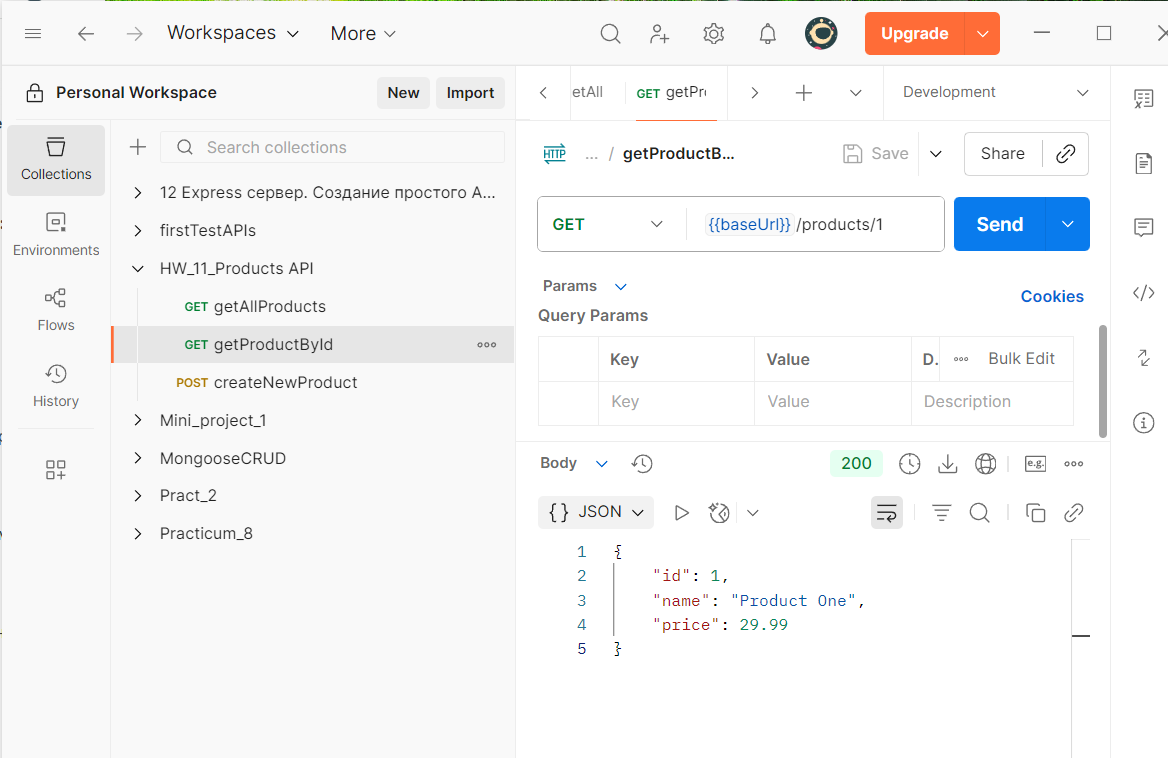 Workspaces More Upgrade
Personal Workspace New Import
etAll GET getPr Development
Collections
Environments
Flows
History
Search collections
12 Express сервер. Создание простого A...
firstTestAPIs
HW_11_Products API
GET getAllProducts
GET getProductById
POST createNewProduct
Mini_project_1
MongooseCRUD
Pract_2
Practicum_8
HTTP ... / getProductB... Save Share
GET {{baseUrl}} /products/1 Send
Params
Cookies
Query Params
Key Value D. Bulk Edit
Key Value Description
Body 200 e.g.
{} JSON
1 {
2 "id": 1,
3 "name": "Product One",
4 "price": 29.99
5 }